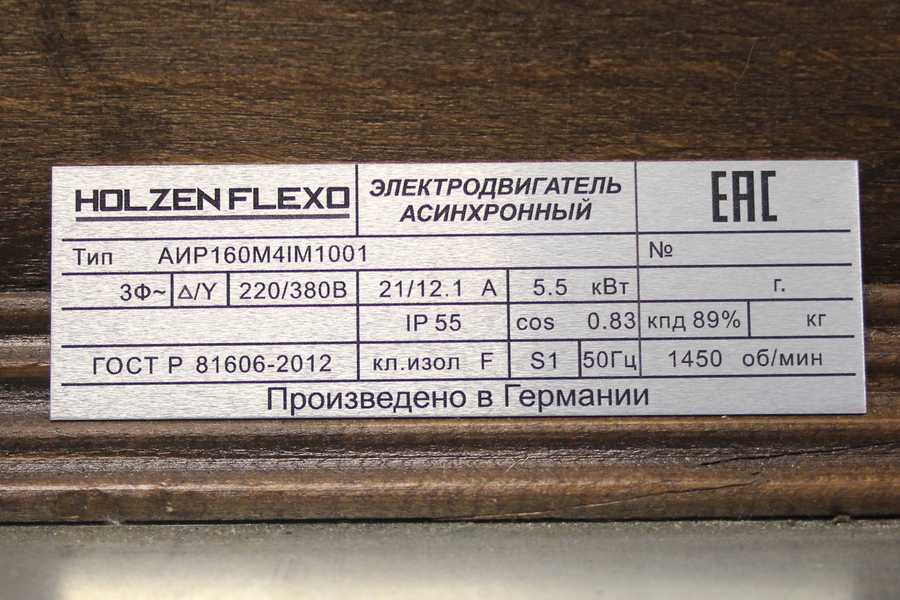 HOLZEN FLEXO
ЭЛЕКТРОДВИГАТЕЛЬ
АСИНХРОННЫЙ
EAC
Тип АИР160М4IM1001 №
3Ф~ Δ/Y 220/380В 21/12.1 А 5.5 кВт г.
IP 55 cos 0.83 кпд 89% кг
ГОСТ Р 81606-2012 кл.изол F S1 50Гц 1450 об/мин
Произведено в Германии